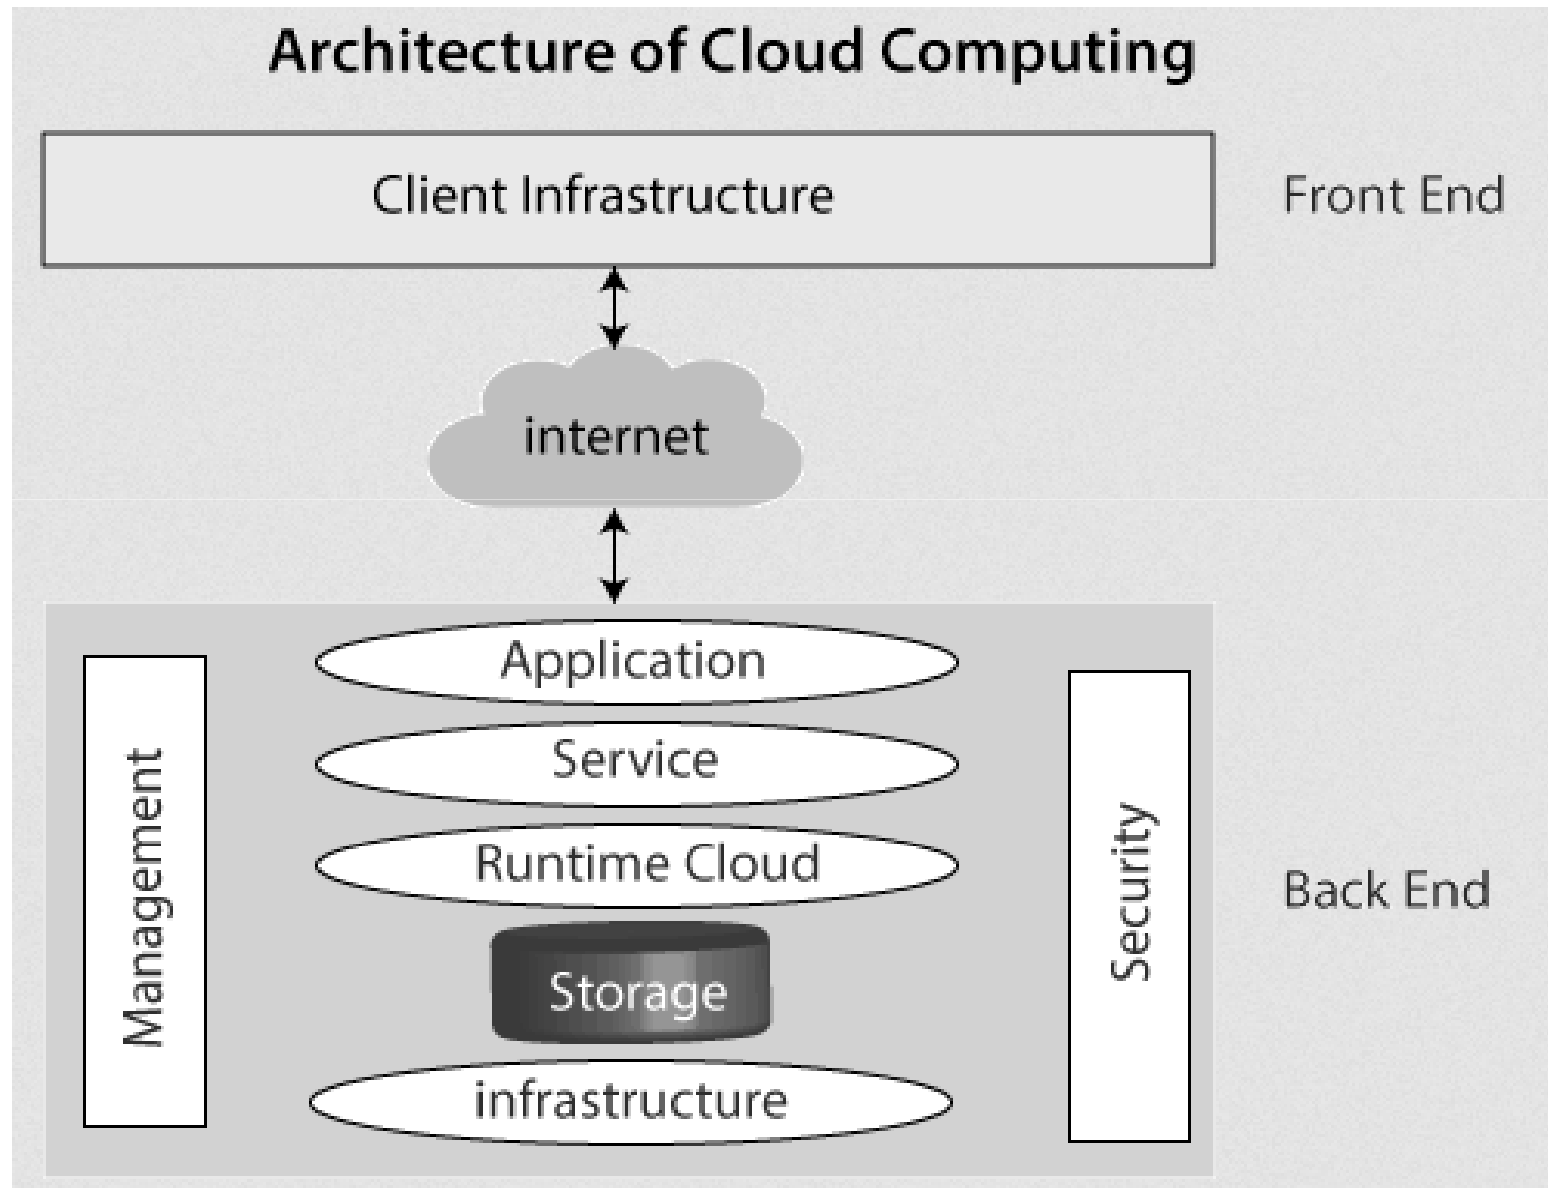 Architecture of Cloud Computing
Client Infrastructure
Front End
internet
Application
Service
Runtime Cloud
Storage
infrastructure
Management
Security
Back End